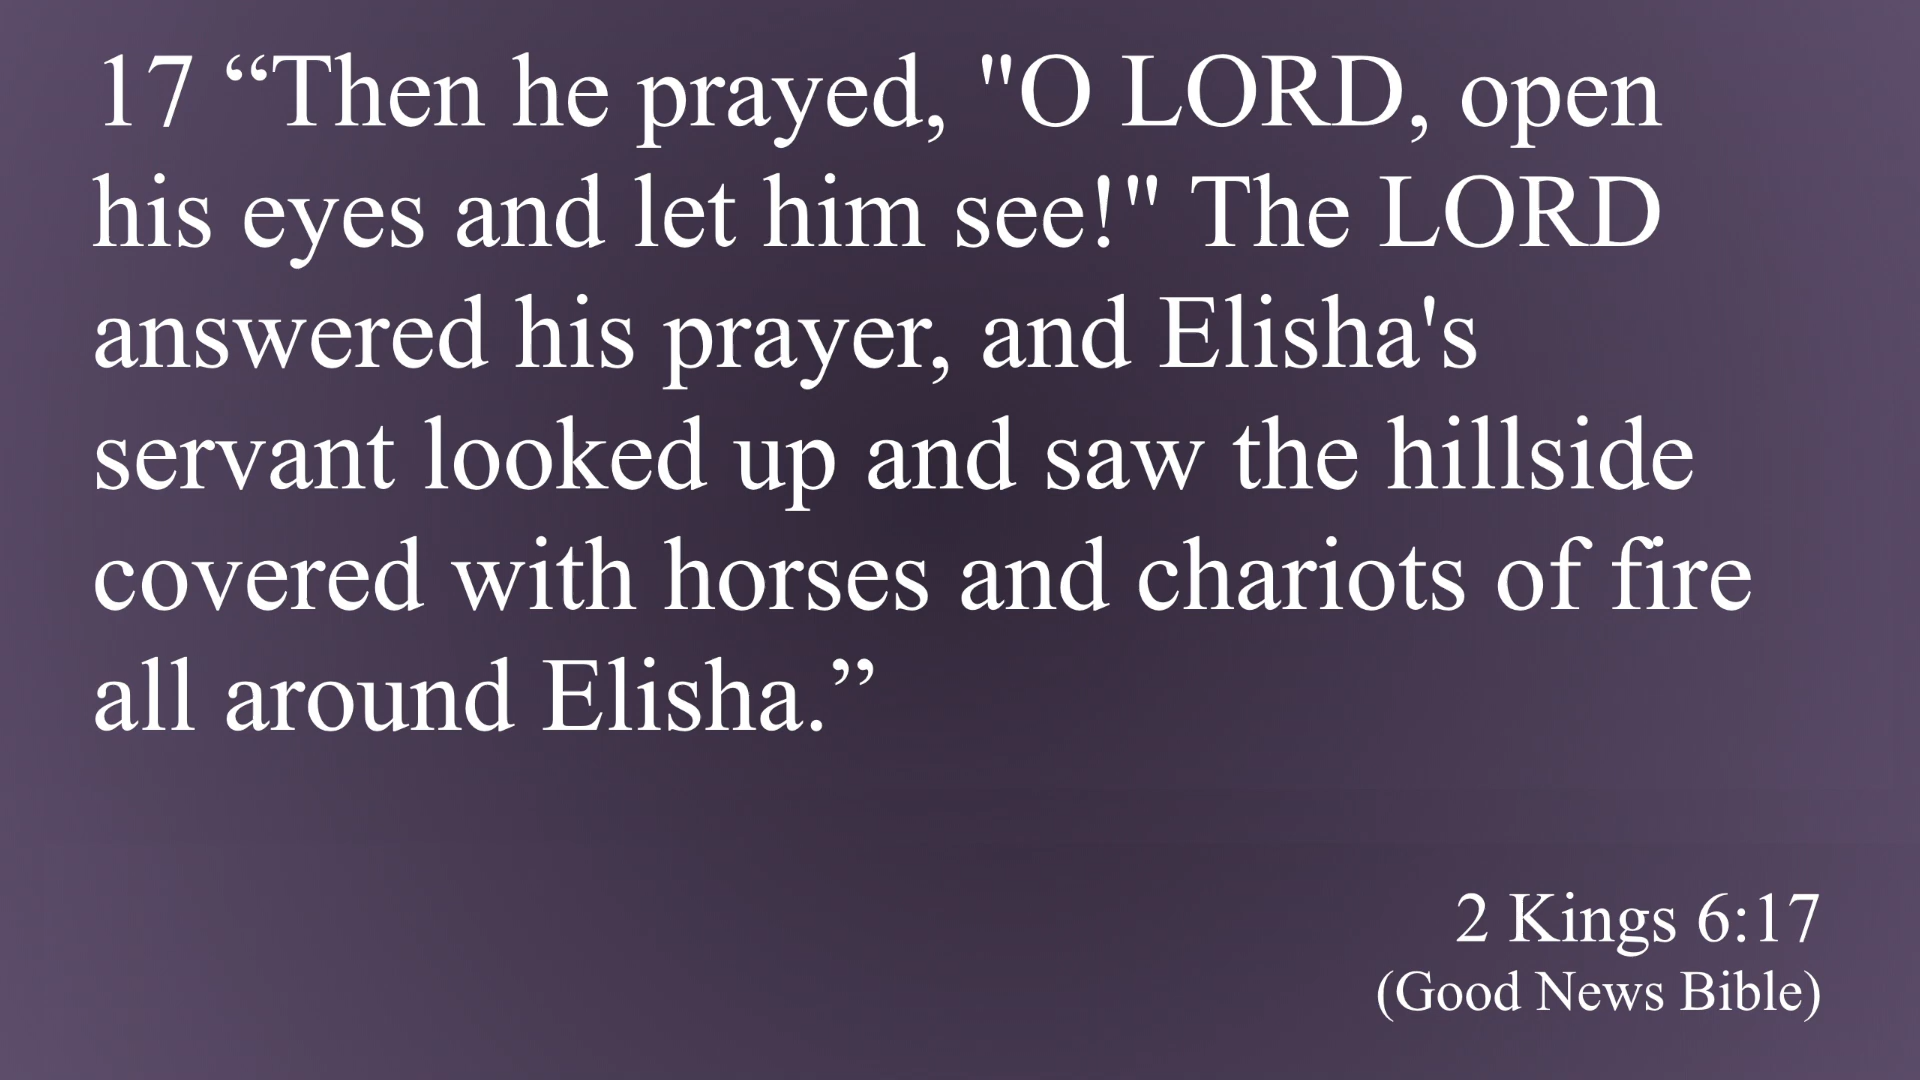 17 “Then he prayed, "O LORD, open
his eyes and let him see!" The LORD
answered his prayer, and Elisha's
servant looked up and saw the hillside
covered with horses and chariots of fire
all around Elisha.”
2 Kings 6:17
(Good News Bible)